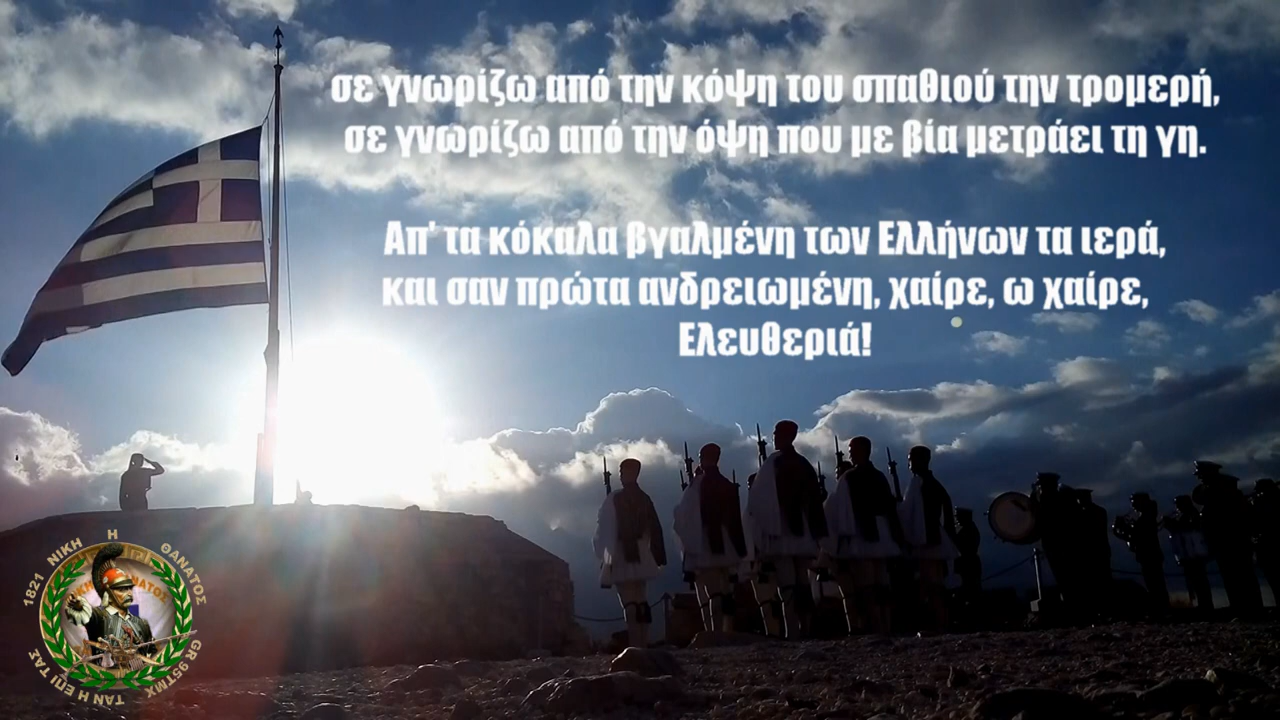 σε γνωρίζω από την κόψη του σπαθιού την τρομερή,
σε γνωρίζω από την όψη που με βία μετράει τη γη.
Απ' τα κόκαλα βγαλμένη των Ελλήνων τα ιερά,
και σαν πρώτα ανδρειωμένη, χαίρε, ω χαίρε,
Ελευθεριά!
1821 ΝΙΚΗ Η ΘΑΝΑΤΟΣ
GR 95TIMX
ΤΑΝ Η ΕΠΙ ΤΑΣ